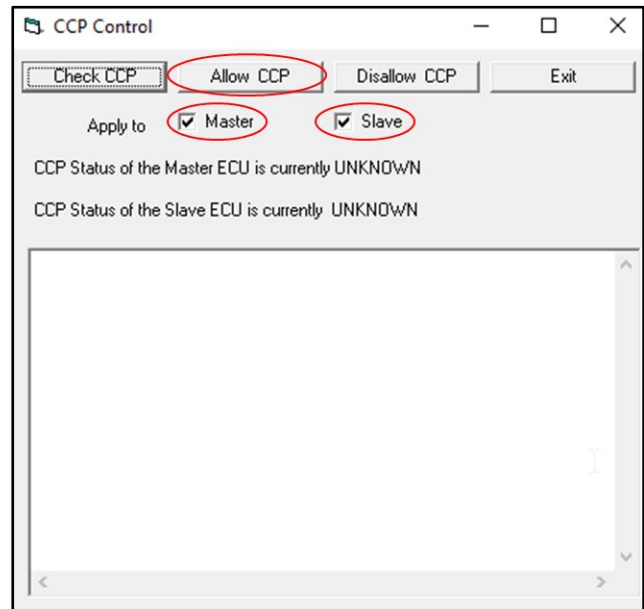 CCP Control
Check CCP Allow CCP Disallow CCP Exit
Apply to Master Slave
CCP Status of the Master ECU is currently UNKNOWN
CCP Status of the Slave ECU is currently UNKNOWN